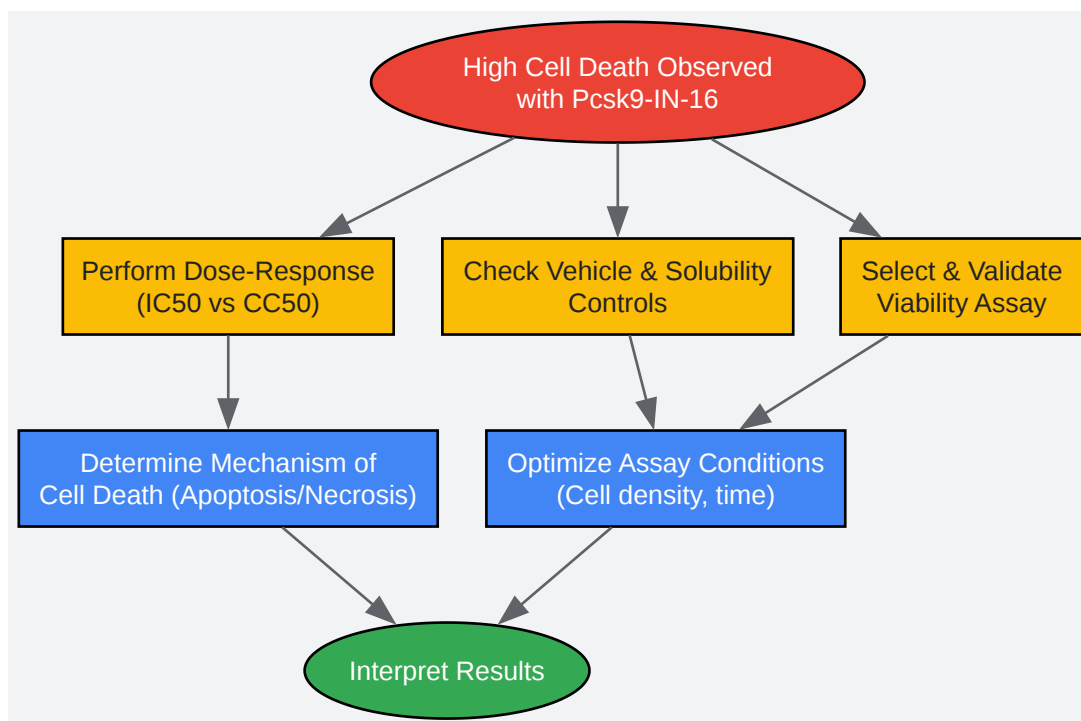 High Cell Death Observed
with Pcsk9-IN-16
Perform Dose-Response
(IC50 vs CC50)
Check Vehicle & Solubility
Controls
Select & Validate
Viability Assay
Determine Mechanism of
Cell Death (Apoptosis/Necrosis)
Optimize Assay Conditions
(Cell density, time)
Interpret Results